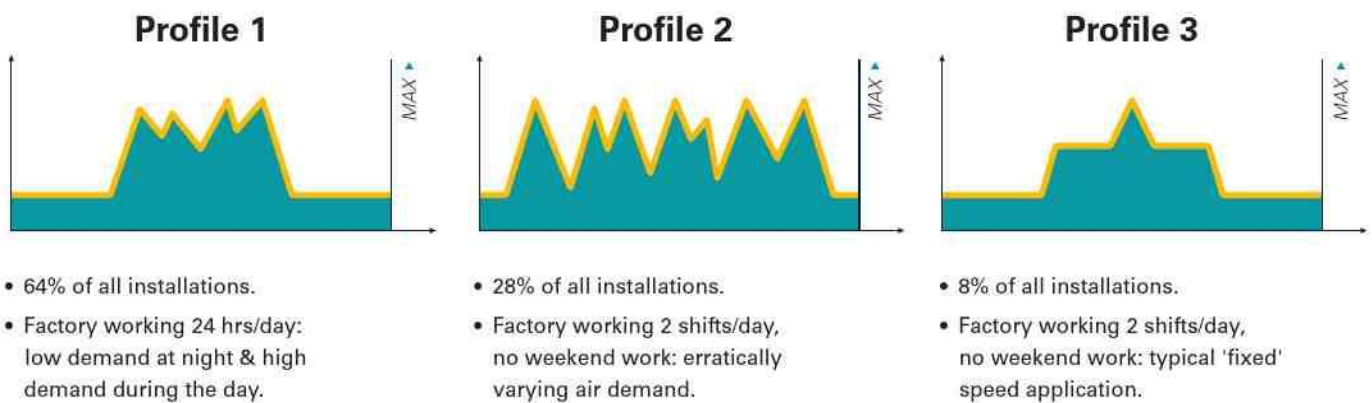 Profile 1
MAX
• 64% of all installations.
• Factory working 24 hrs/day:
low demand at night & high
demand during the day.
Profile 2
MAX
• 28% of all installations.
• Factory working 2 shifts/day,
no weekend work: erratically
varying air demand.
Profile 3
MAX
• 8% of all installations.
• Factory working 2 shifts/day,
no weekend work: typical 'fixed'
speed application.